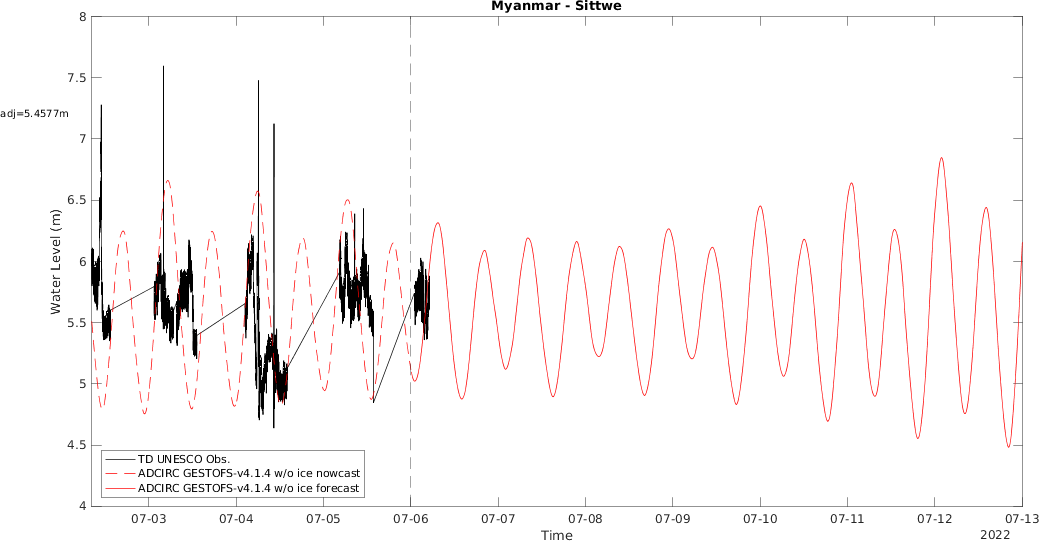 Myanmar - Sittwe
8
7.5
adj=5.4577m
7
6.5
6
5.5
5
4.5
4
Water Level (m)
TD UNESCO Obs.
ADCIRC GESTOFS-v4.1.4 w/o ice nowcast
ADCIRC GESTOFS-v4.1.4 w/o ice forecast
07-03 07-04 07-05 07-06 07-07 07-08 07-09 07-10 07-11 07-12 07-13
Time
2022